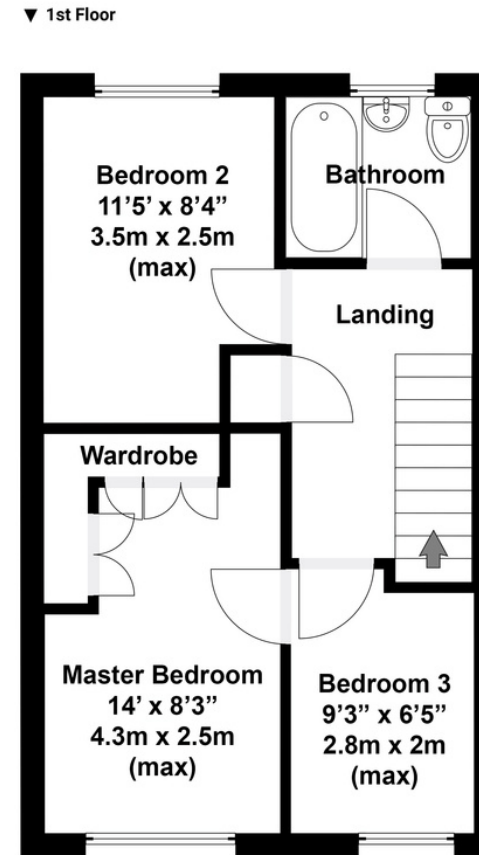 ▼ 1st Floor
Bedroom 2
11’5’ x 8’4”
3.5m x 2.5m
(max)
Bathroom
Landing
Wardrobe
Master Bedroom
14’ x 8’3”
4.3m x 2.5m
(max)
Bedroom 3
9’3” x 6’5”
2.8m x 2m
(max)